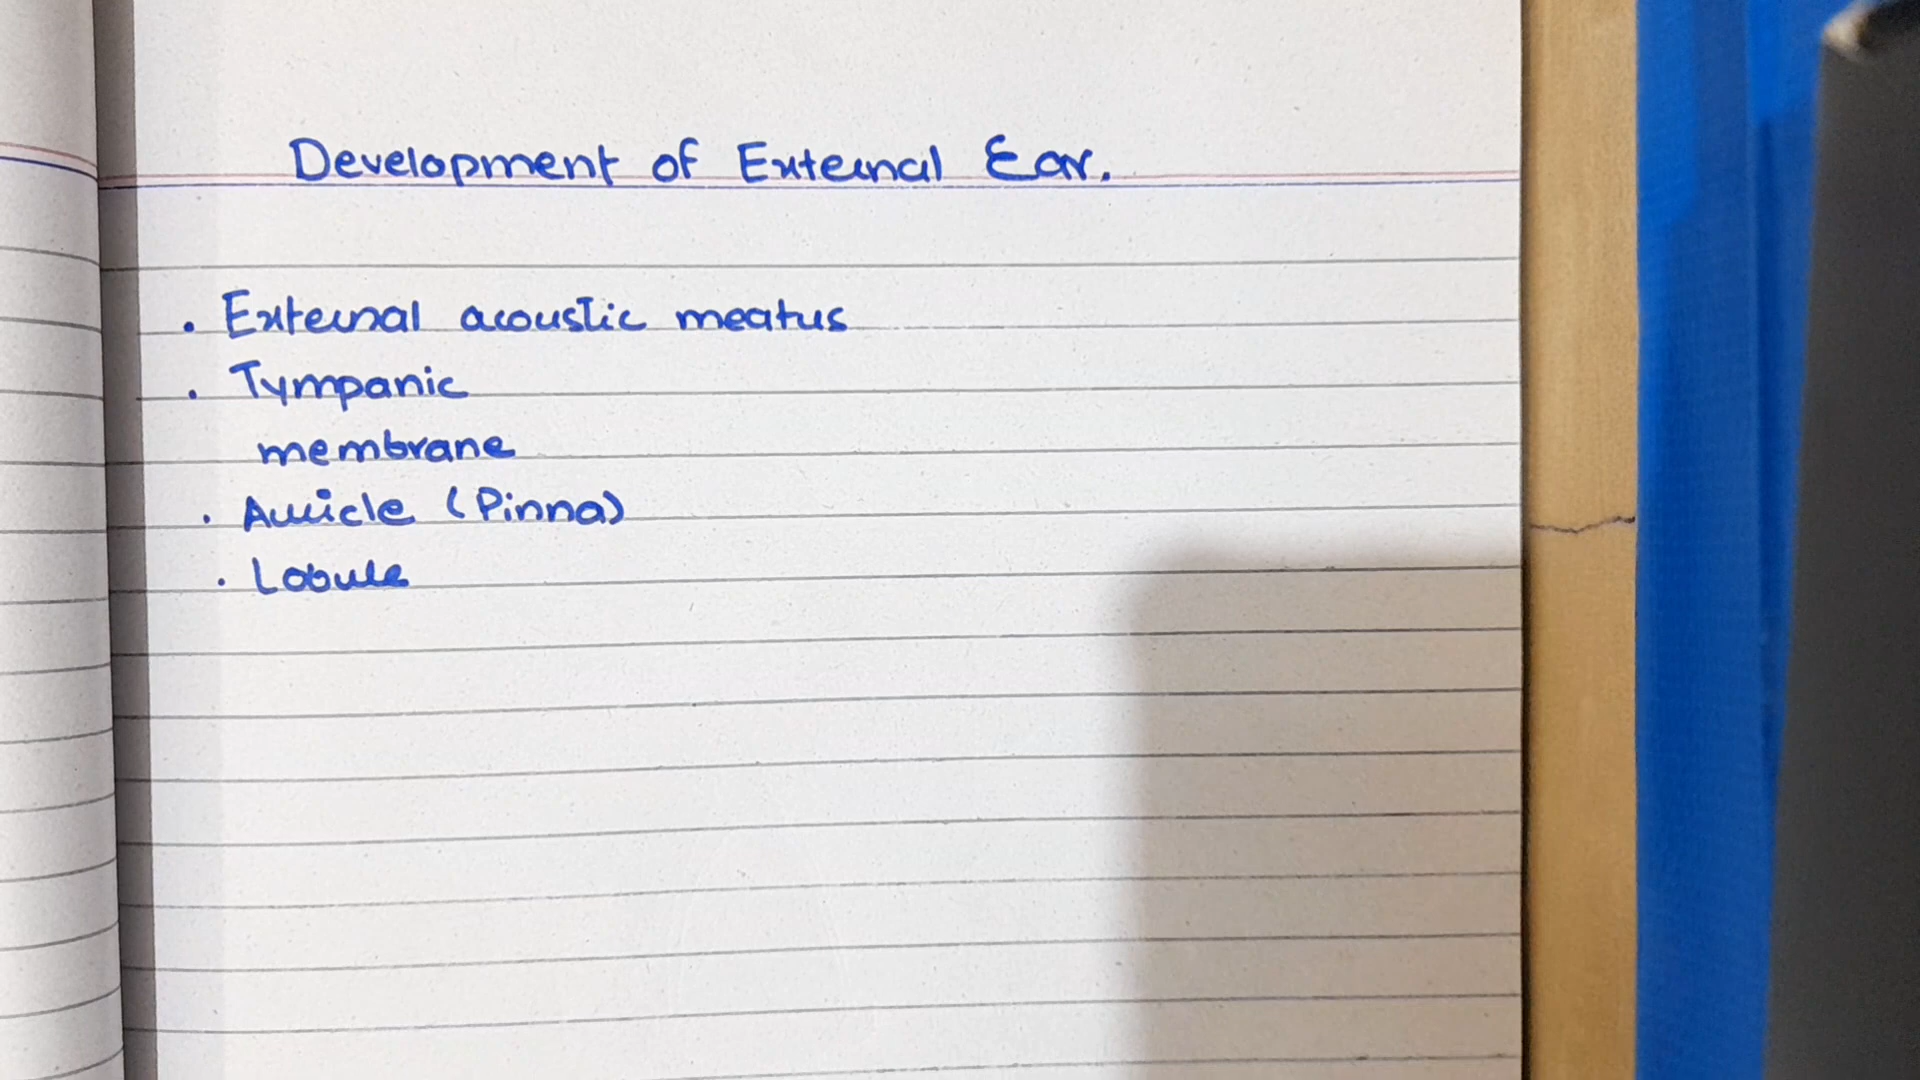 Development of External Ear.
. External acoustic meatus
. Tympanic
membrane
. Auricle (Pinna)
. Lobule